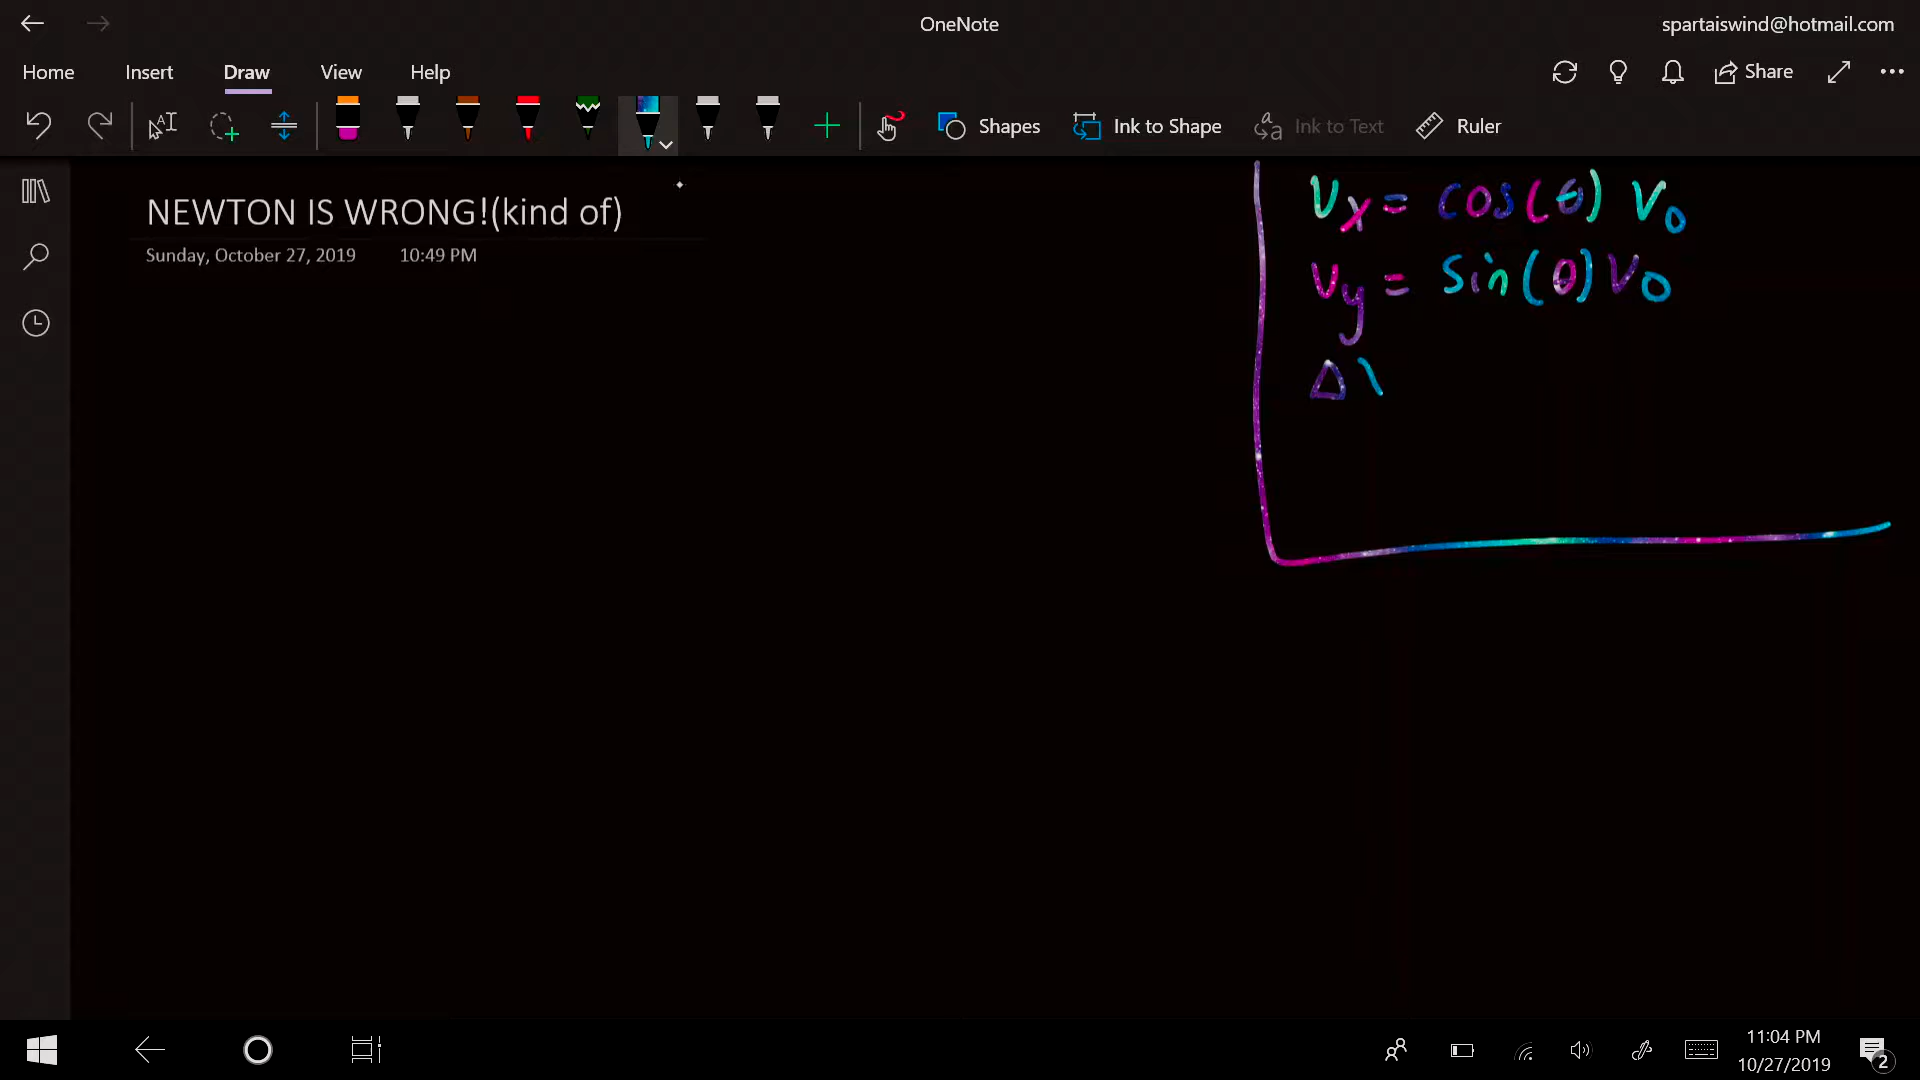 OneNote
spartaiswind@hotmail.com
Home Insert Draw View Help
Share
Shapes Ink to Shape Ink to Text Ruler
NEWTON IS WRONG!(kind of)
Sunday, October 27, 2019 10:49 PM
Vx = cos(θ) V0
Vy = sin(θ) V0
Δ\
11:04 PM
10/27/2019
2